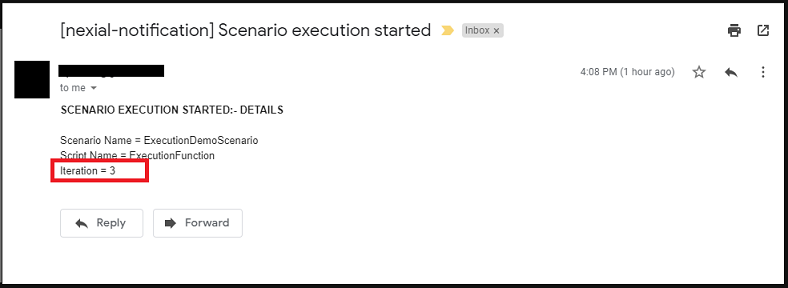 [nexial-notification] Scenario execution started Inbox x
4:08 PM (1 hour ago)
to me
SCENARIO EXECUTION STARTED:- DETAILS
Scenario Name = ExecutionDemoScenario
Script Name = ExecutionFunction
Iteration = 3
Reply Forward